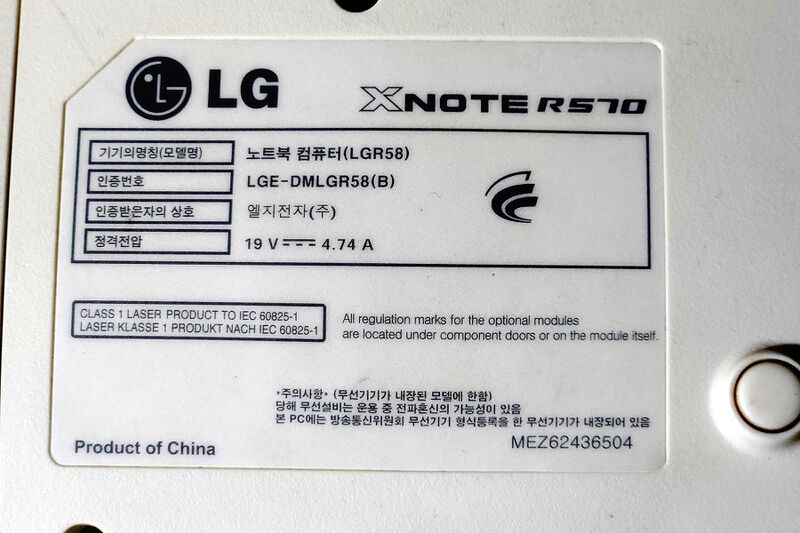 LG XNOTE R570
기기의명칭(모델명) 노트북 컴퓨터(LGR58)
인증번호 LGE-DMLGR58(B)
인증받은자의 상호 엘지전자(주)
정격전압 19 V 4.74 A
CLASS 1 LASER PRODUCT TO IEC 60825-1
LASER KLASSE 1 PRODUKT NACH IEC 60825-1
All regulation marks for the optional modules
are located under component doors or on the module itself.
*주의사항* (무선기기가 내장된 모델에 한함)
당해 무선설비는 운용 중 전파혼신의 가능성이 있음
본 PC에는 방송통신위원회 무선기기 형식등록을 한 무선기기가 내장되어 있음
Product of China
MEZ62436504